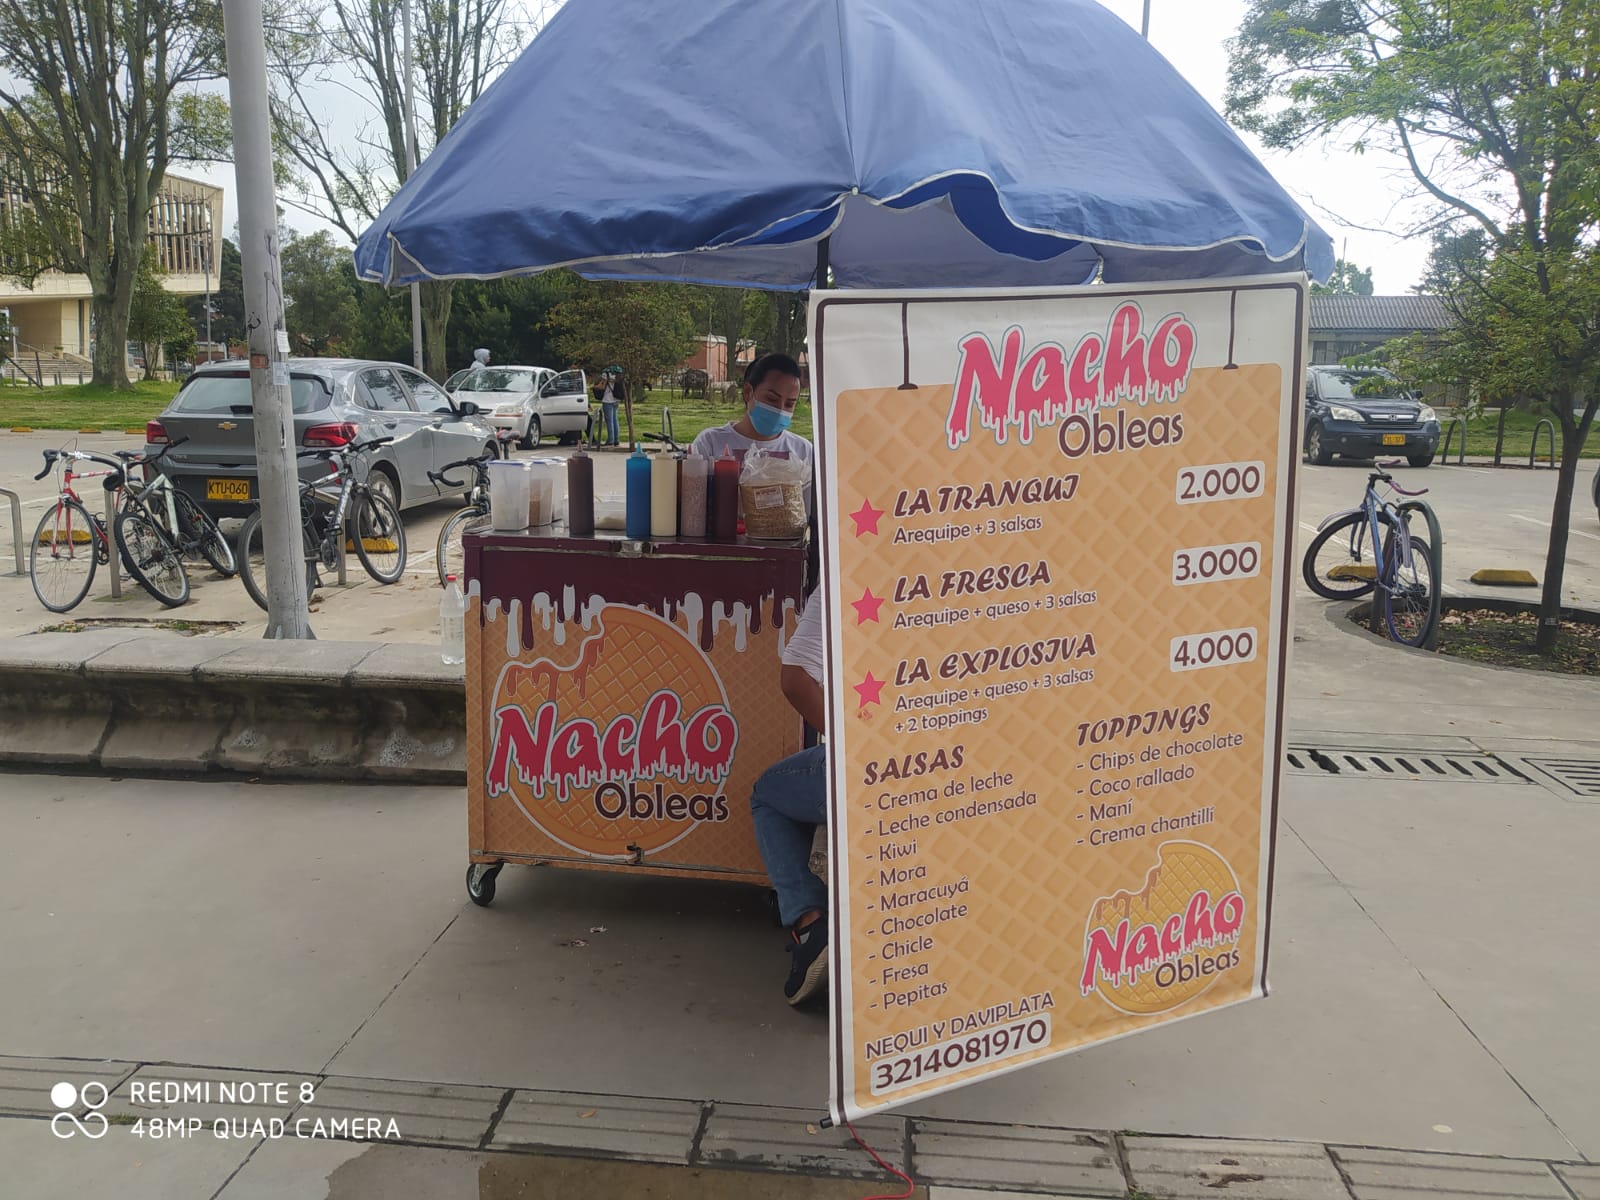 Nacho
Obleas
LA TRANQUI
2.000
Arequipe + 3 salsas
LA FRESCA
3.000
Arequipe + queso + 3 salsas
LA EXPLOSIVA
4.000
Arequipe + queso + 3 salsas
+ 2 toppings
SALSAS
- Crema de leche
- Leche condensada
- Kiwi
- Mora
- Maracuyá
- Chocolate
- Chicle
- Fresa
- Pepitas
TOPPINGS
- Chips de chocolate
- Coco rallado
- Maní
- Crema chantillí
Nacho
Obleas
NEQUI Y DAVIPLATA
3214081970
Nacho
Obleas
KTU-060
REDMI NOTE 8
48MP QUAD CAMERA